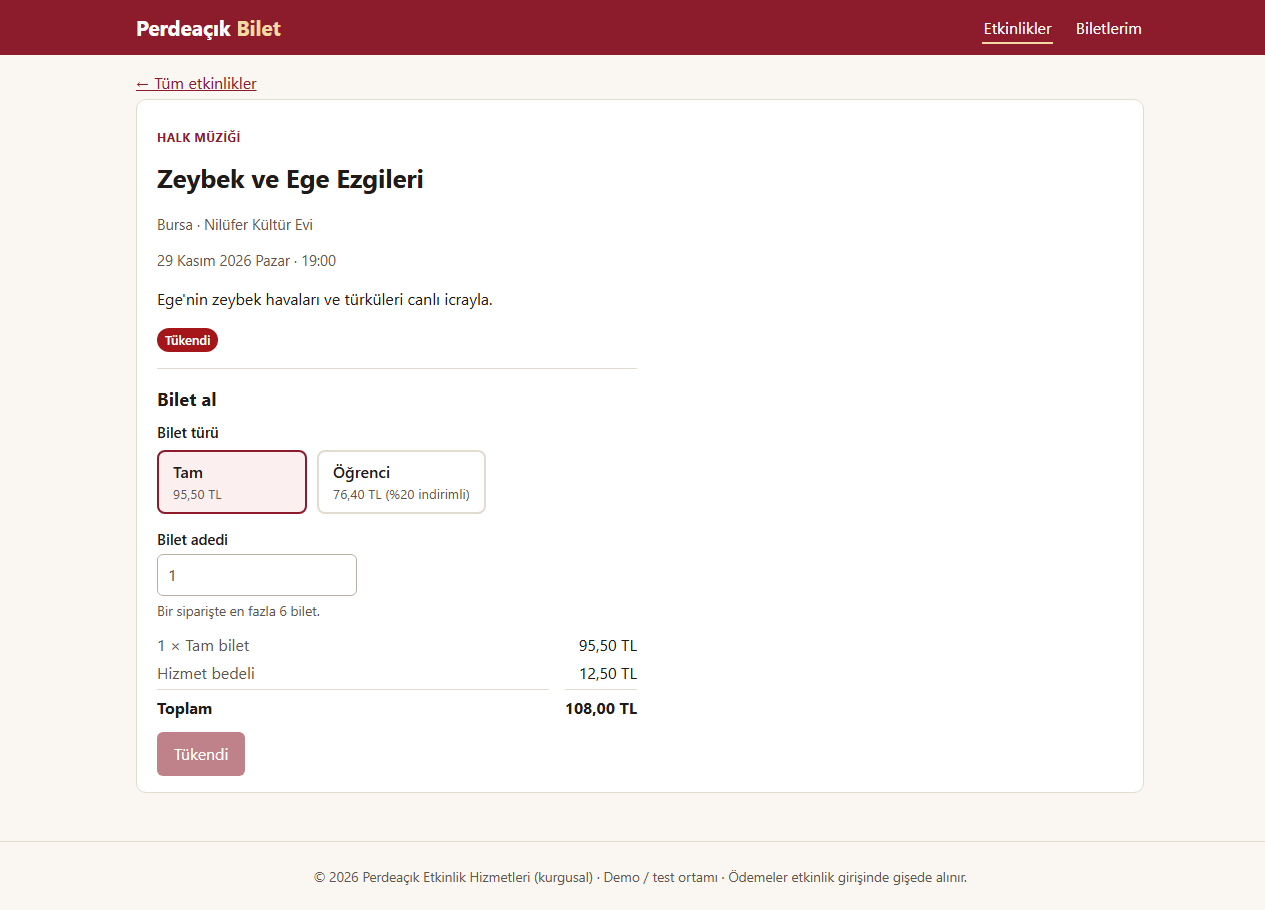 Perdeaçık Bilet
Etkinlikler
Biletlerim
← Tüm etkinlikler
HALK MÜZİĞİ
Zeybek ve Ege Ezgileri
Bursa · Nilüfer Kültür Evi
29 Kasım 2026 Pazar · 19:00
Ege'nin zeybek havaları ve türküleri canlı icrayla.
Tükendi
Bilet al
Bilet türü
Tam
95,50 TL
Öğrenci
76,40 TL (%20 indirimli)
Bilet adedi
1
Bir siparişte en fazla 6 bilet.
1 × Tam bilet 95,50 TL
Hizmet bedeli 12,50 TL
Toplam 108,00 TL
Tükendi
© 2026 Perdeaçık Etkinlik Hizmetleri (kurgusal) · Demo / test ortamı · Ödemeler etkinlik girişinde gişede alınır.